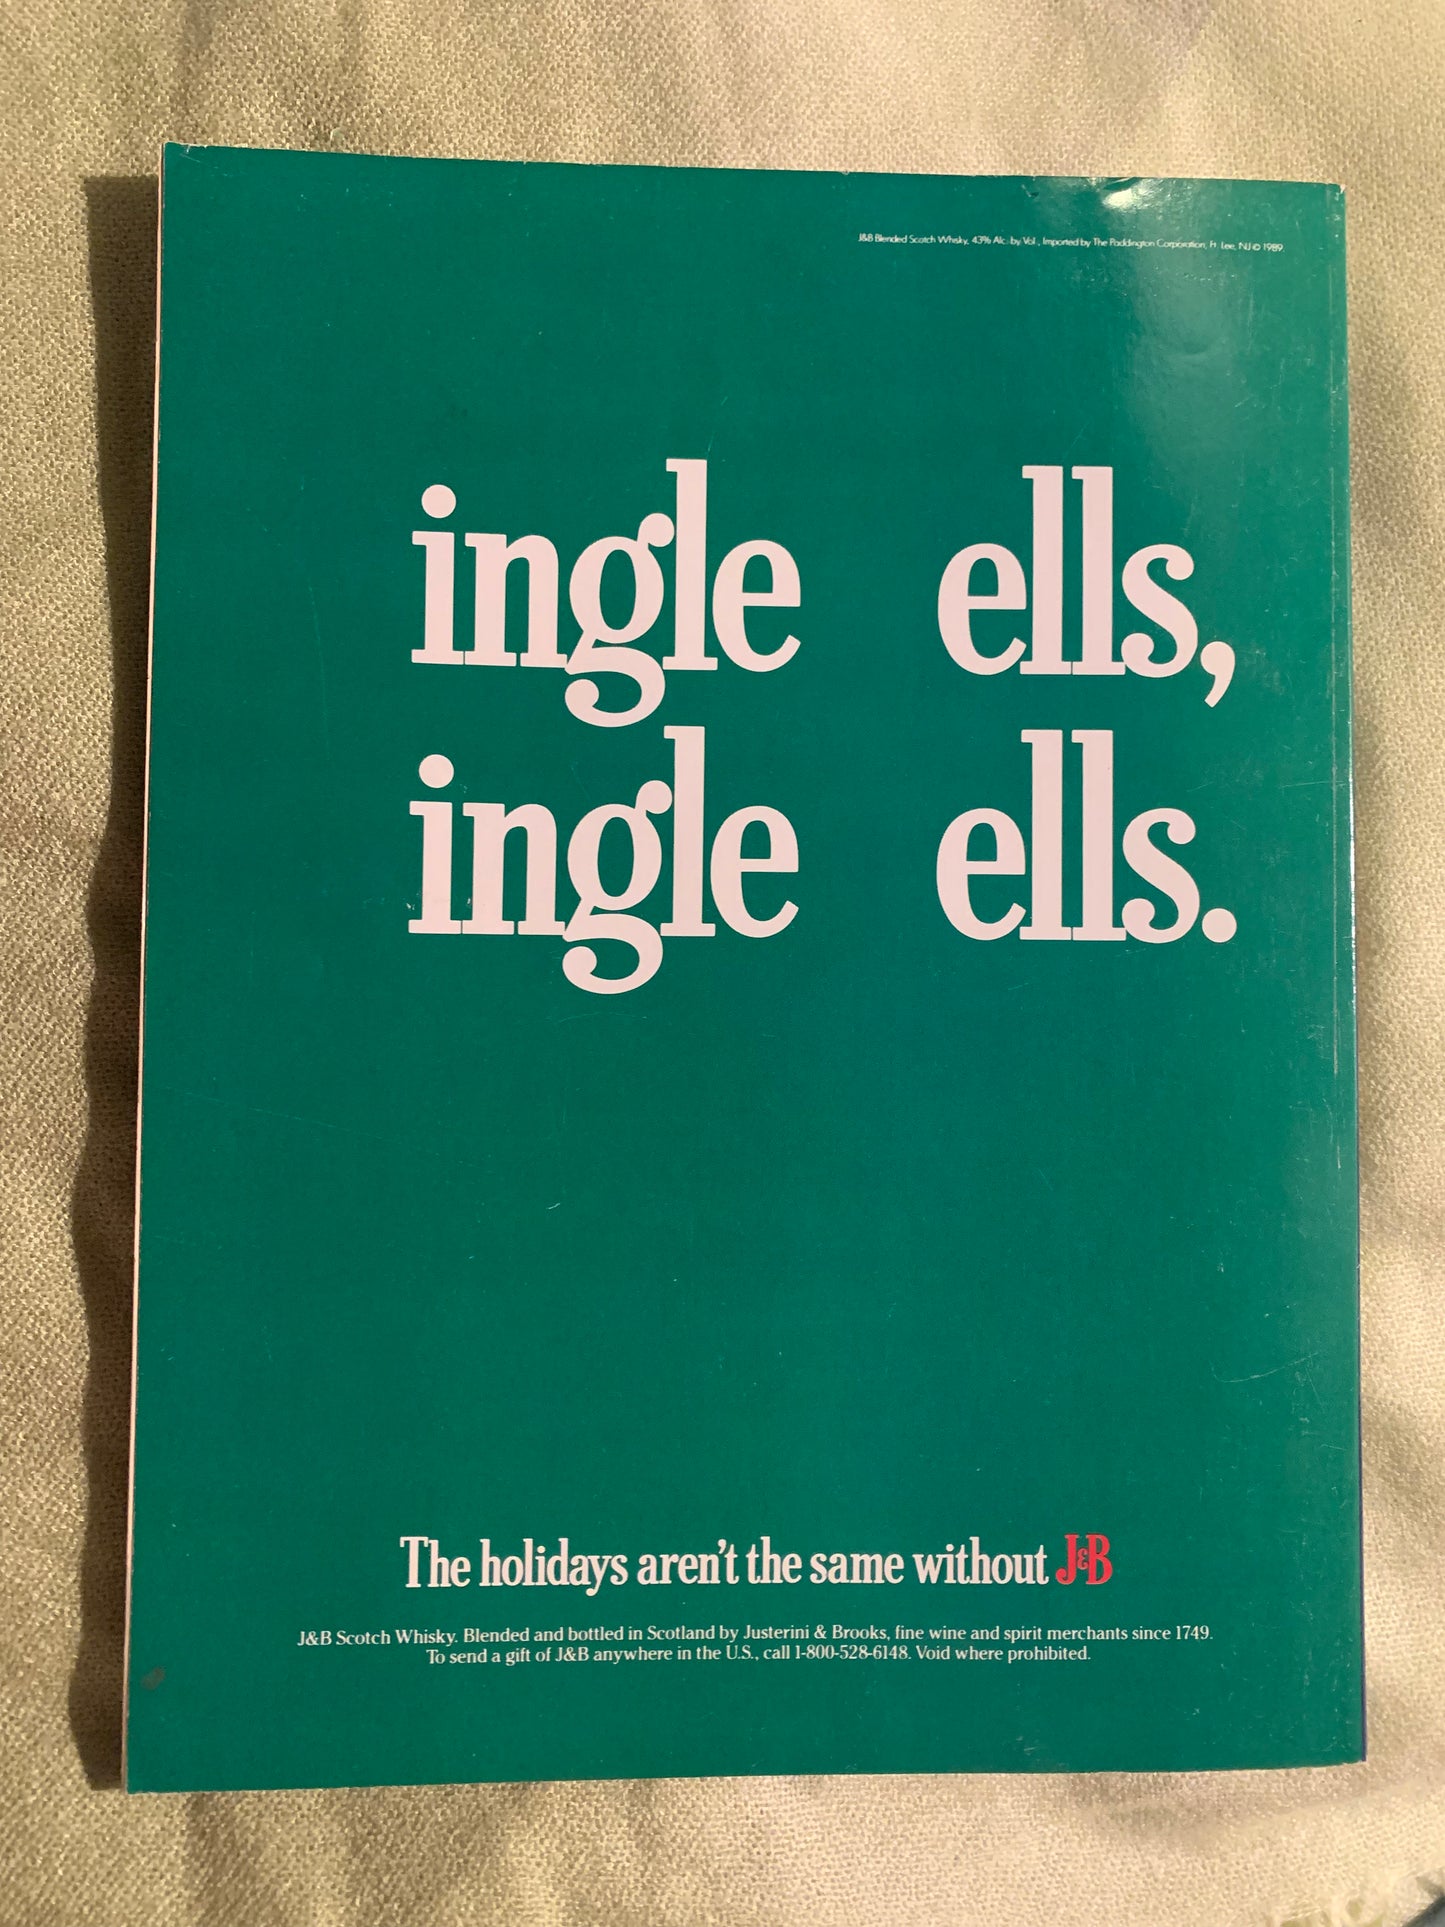 J&B Blended Scotch Whisky, 43% Alc. by Vol., Imported by The Paddington Corporation, Ft. Lee, NJ © 1989
ingle ells,
ingle ells.
The holidays aren't the same without J&B
J&B Scotch Whisky. Blended and bottled in Scotland by Justerini & Brooks, fine wine and spirit merchants since 1749.
To send a gift of J&B anywhere in the U.S., call 1-800-528-6148. Void where prohibited.